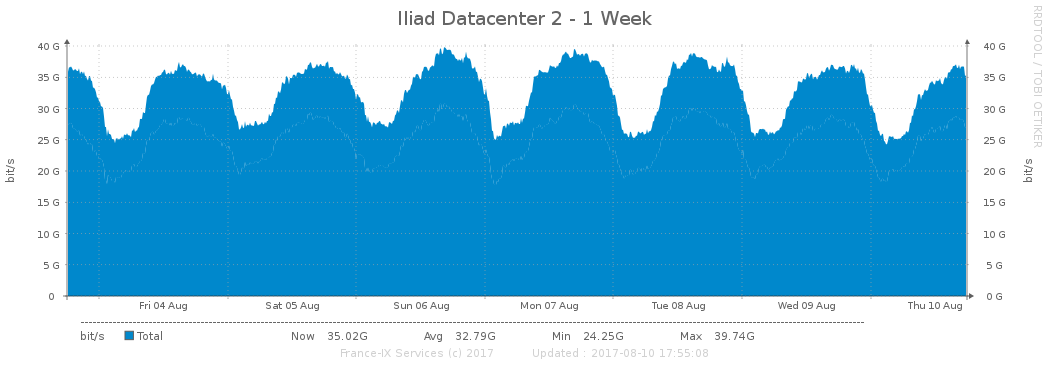 Iliad Datacenter 2 - 1 Week
RRDTOOL / TOBI OETIKER
bit/s
40 G
35 G
30 G
25 G
20 G
15 G
10 G
5 G
0
40 G
35 G
30 G
25 G
20 G
15 G
10 G
5 G
0 G
bit/s
Fri 04 Aug Sat 05 Aug Sun 06 Aug Mon 07 Aug Tue 08 Aug Wed 09 Aug Thu 10 Aug
bit/s Total Now 35.02G Avg 32.79G Min 24.25G Max 39.74G
France-IX Services (c) 2017 Updated : 2017-08-10 17:55:08